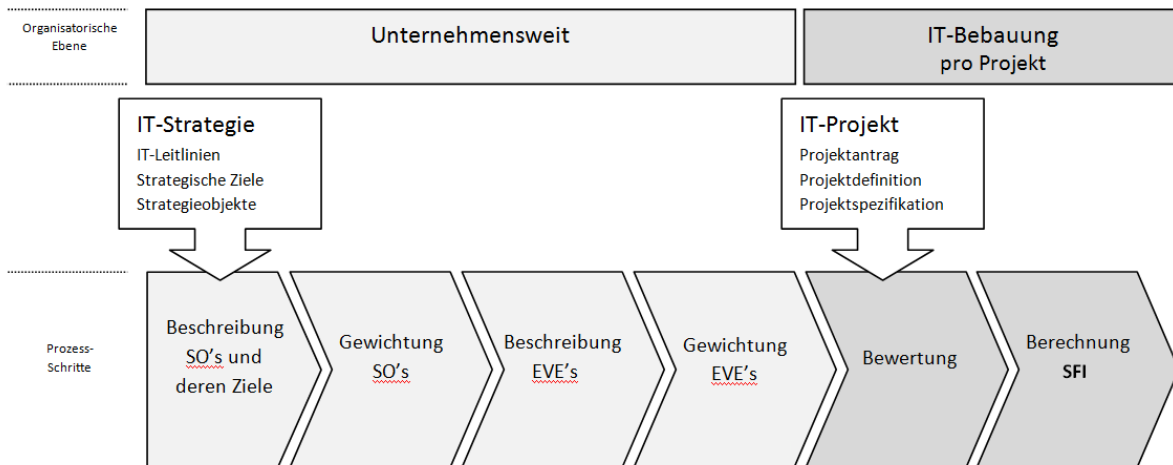 Organisatorische
Ebene
Unternehmensweit
IT-Bebauung
pro Projekt
IT-Strategie
IT-Leitlinien
Strategische Ziele
Strategieobjekte
IT-Projekt
Projektantrag
Projektdefinition
Projektspezifikation
Prozess-
Schritte
Beschreibung
SO's und
deren Ziele
Gewichtung
SO's
Beschreibung
EVE's
Gewichtung
EVE's
Bewertung
Berechnung
SFI